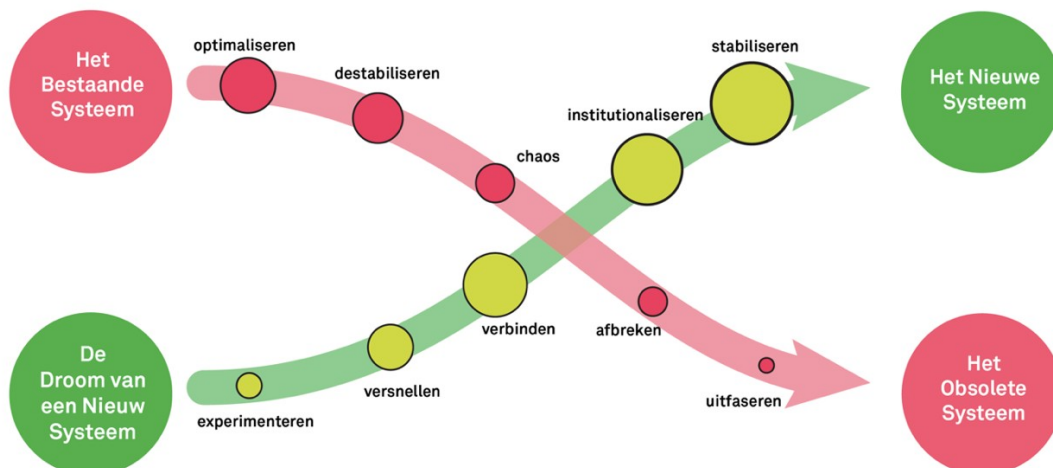 Het
Bestaande
Systeem
optimaliseren
destabiliseren
chaos
afbreken
uitfaseren
Het
Obsolete
Systeem
De
Droom van
een Nieuw
Systeem
experimenteren
versnellen
verbinden
institutionaliseren
stabiliseren
Het Nieuwe
Systeem